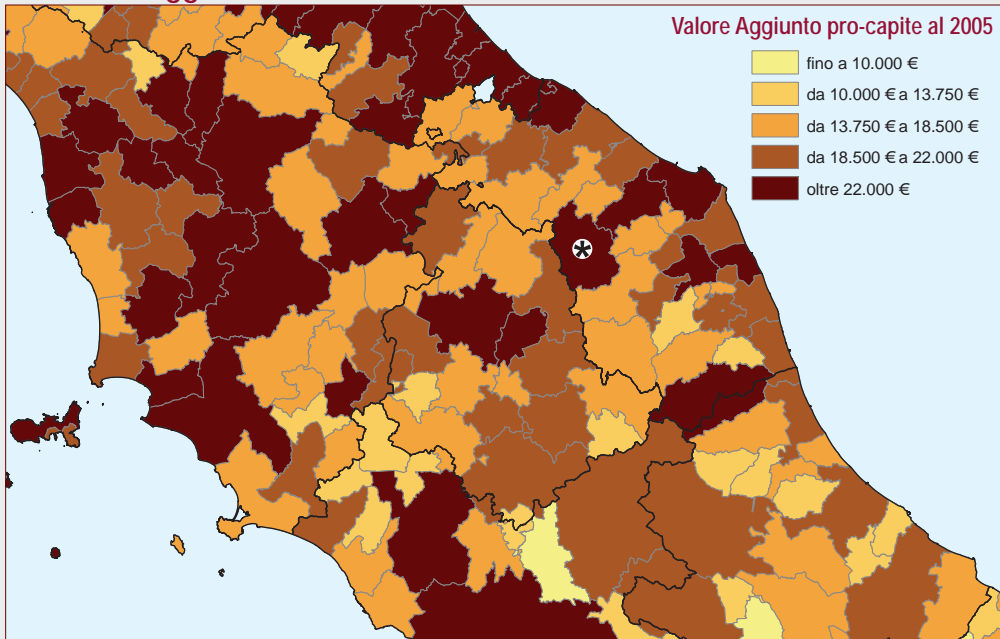 Valore Aggiunto pro-capite al 2005
fino a 10.000 €
da 10.000 € a 13.750 €
da 13.750 € a 18.500 €
da 18.500 € a 22.000 €
oltre 22.000 €
*